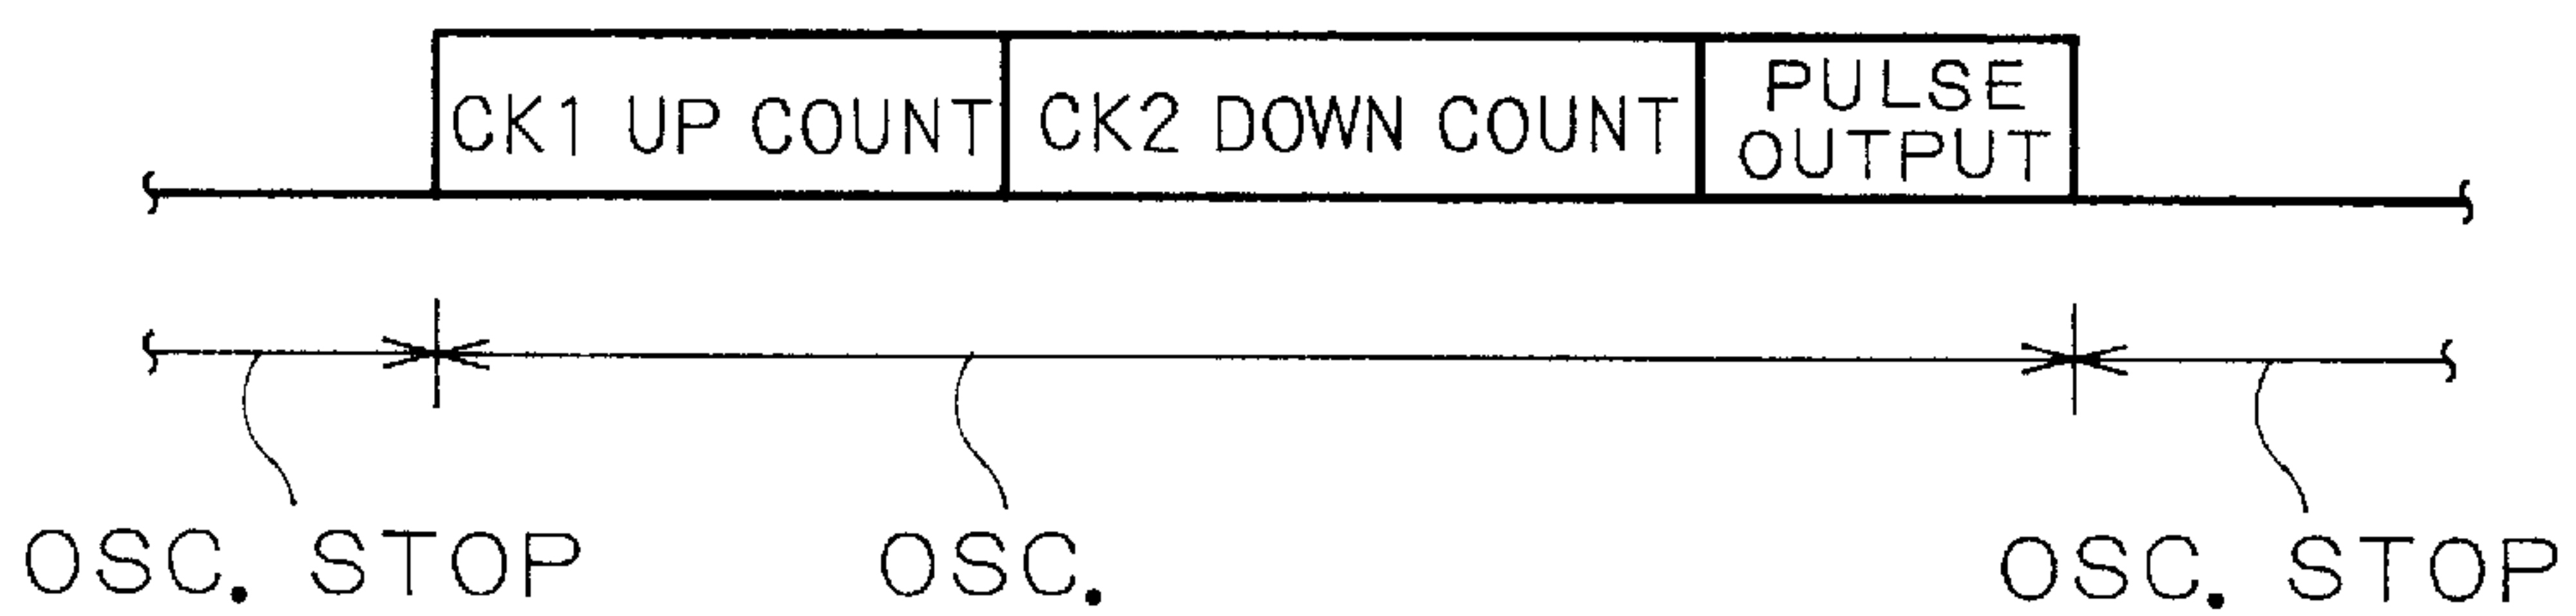 CK1 UP COUNT
CK2 DOWN COUNT
PULSE
OUTPUT
OSC. STOP
OSC.
OSC. STOP